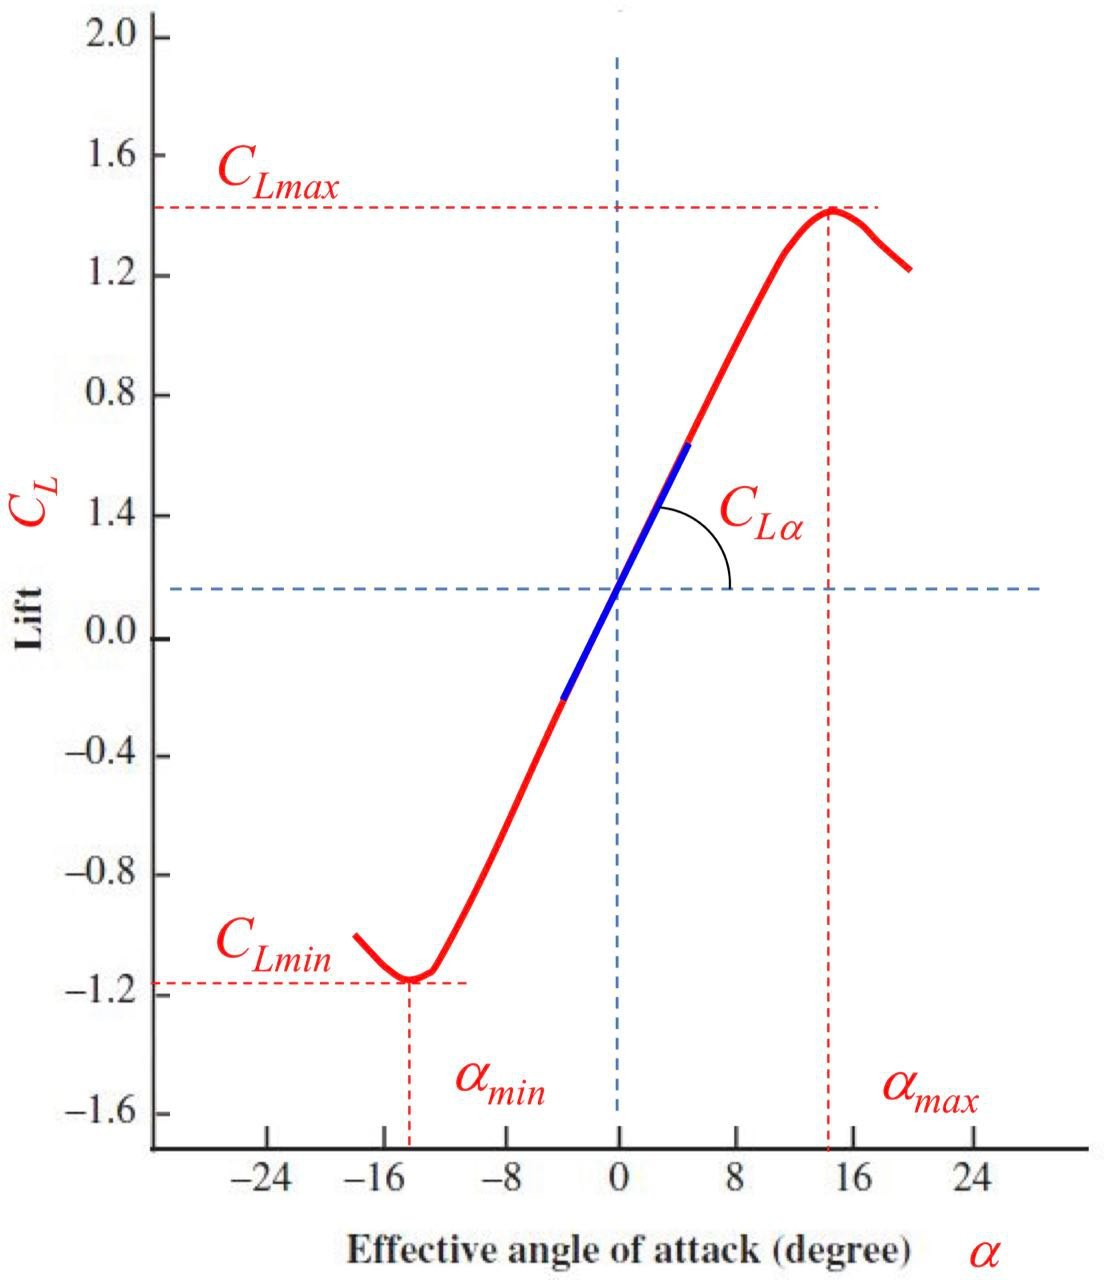 2.0
1.6
C_Lmax
1.2
0.8
C_L
1.4
C_Lα
Lift
0.0
–0.4
–0.8
C_Lmin
–1.2
α_min
α_max
–1.6
–24 –16 –8 0 8 16 24
Effective angle of attack (degree) α